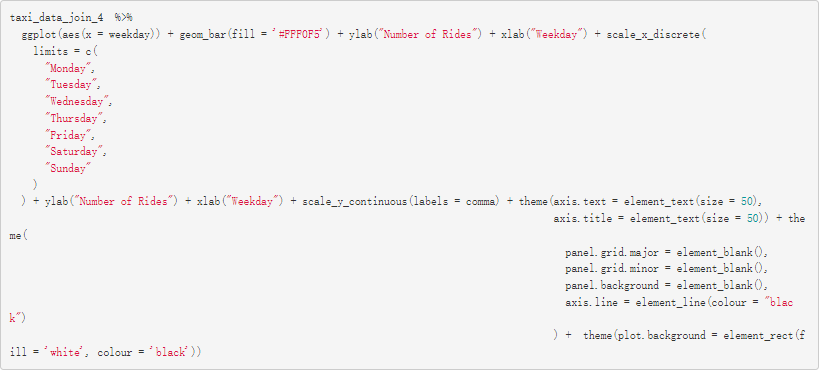 taxi_data_join_4  %>%
  ggplot(aes(x = weekday)) + geom_bar(fill = '#FFF0F5') + ylab("Number of Rides") + xlab("Weekday") + scale_x_discrete(
    limits = c(
      "Monday",
      "Tuesday",
      "Wednesday",
      "Thursday",
      "Friday",
      "Saturday",
      "Sunday"
    )
  ) + ylab("Number of Rides") + xlab("Weekday") + scale_y_continuous(labels = comma) + theme(axis.text = element_text(size = 50),
                                                                                           axis.title = element_text(size = 50)) + the
me(
                                                                                             panel.grid.major = element_blank(),
                                                                                             panel.grid.minor = element_blank(),
                                                                                             panel.background = element_blank(),
                                                                                             axis.line = element_line(colour = "blac
k")
                                                                                           ) +  theme(plot.background = element_rect(f
ill = 'white', colour = 'black'))